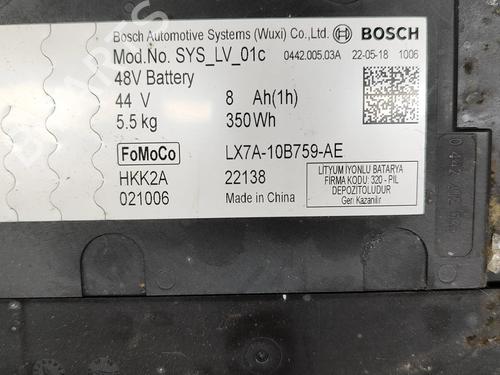 Bosch Automotive Systems (Wuxi) Co.,Ltd. BOSCH
Mod.No. SYS_LV_01c 0442.005.03A 22-05-18 1006
48V Battery
44 V 8 Ah(1h)
5.5 kg 350 Wh
FoMoCo LX7A-10B759-AE
HKK2A 22138
021006 Made in China
LITYUM IYONLU BATARYA
FIRMA KODU: 320 - PIL
DEPOZITOLUDUR
Geri Kazanilir
B-PARTS